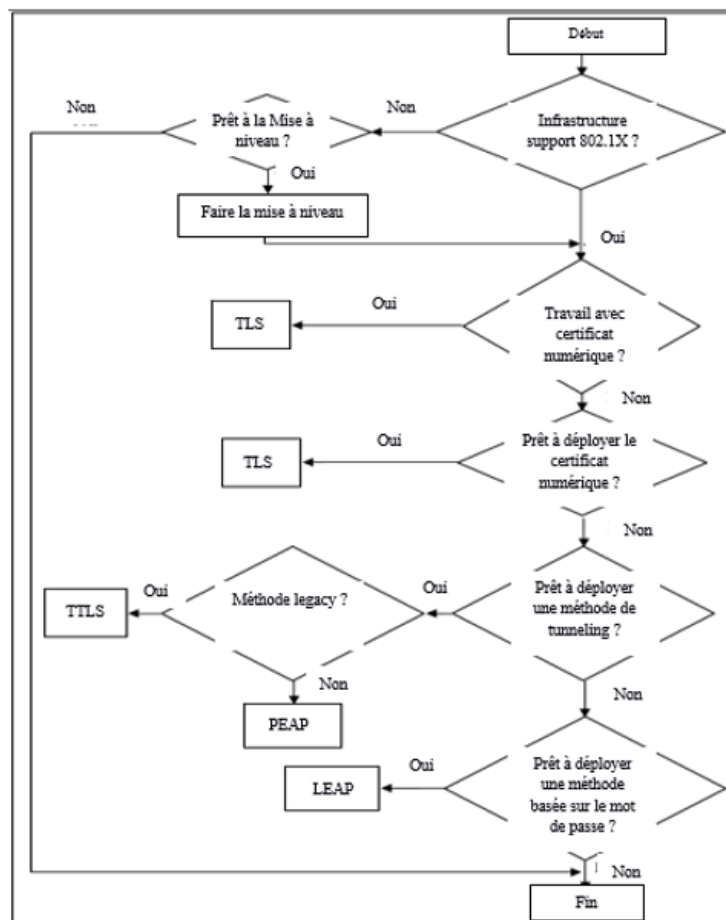 Début
Non
Prêt à la Mise à
niveau ?
Non
Infrastructure
support 802.1X ?
Oui
Faire la mise à niveau
Oui
TLS
Oui
Travail avec
certificat
numérique ?
Non
TLS
Oui
Prêt à déployer le
certificat
numérique ?
Non
TTLS
Oui
Méthode legacy ?
Oui
Prêt à déployer
une méthode de
tunneling ?
Non
PEAP
Non
LEAP
Oui
Prêt à déployer
une méthode
basée sur le mot
de passe ?
Non
Fin